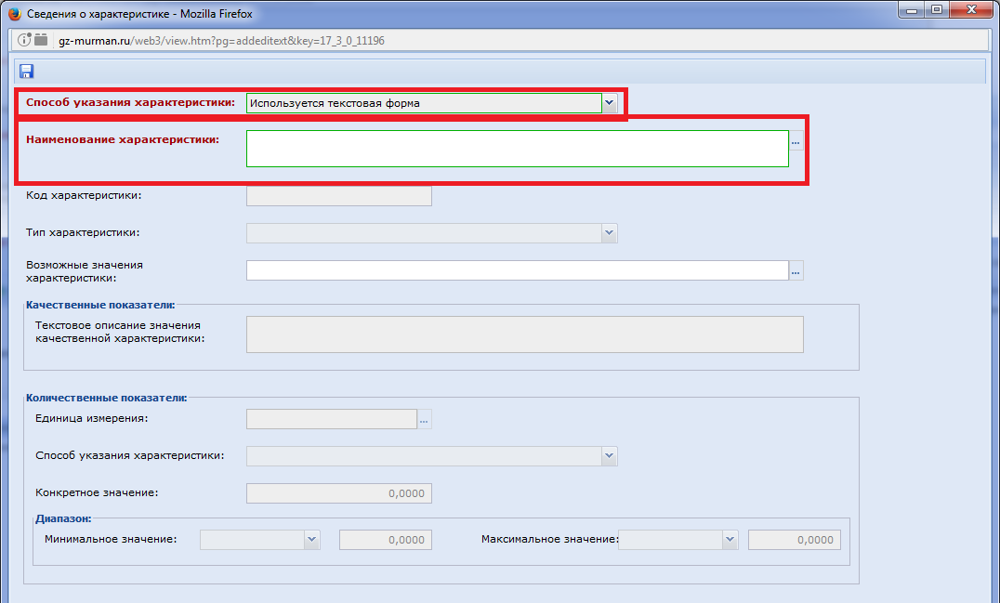 Сведения о характеристике - Mozilla Firefox
gz-murman.ru/web3/view.htm?pg=addeditext&key=17_3_0_11196
Способ указания характеристики: Используется текстовая форма
Наименование характеристики: ...
Код характеристики:
Тип характеристики:
Возможные значения
характеристики: ...
Качественные показатели:
Текстовое описание значения
качественной характеристики:
Количественные показатели:
Единица измерения: ...
Способ указания характеристики:
Конкретное значение: 0,0000
Диапазон:
Минимальное значение: 0,0000 Максимальное значение: 0,0000